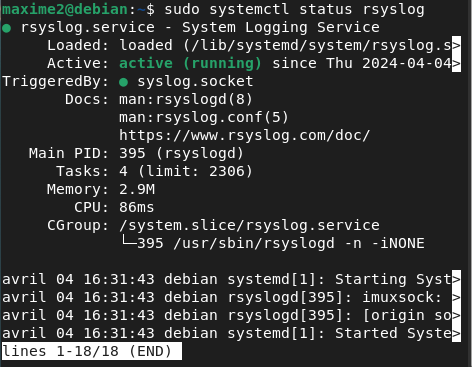 maxime2@debian:~$ sudo systemctl status rsyslog
● rsyslog.service - System Logging Service
     Loaded: loaded (/lib/systemd/system/rsyslog.s>
     Active: active (running) since Thu 2024-04-04>
TriggeredBy: ● syslog.socket
       Docs: man:rsyslogd(8)
             man:rsyslog.conf(5)
             https://www.rsyslog.com/doc/
   Main PID: 395 (rsyslogd)
      Tasks: 4 (limit: 2306)
     Memory: 2.9M
        CPU: 86ms
     CGroup: /system.slice/rsyslog.service
             └─395 /usr/sbin/rsyslogd -n -iNONE
avril 04 16:31:43 debian systemd[1]: Starting Syst>
avril 04 16:31:43 debian rsyslogd[395]: imuxsock: >
avril 04 16:31:43 debian rsyslogd[395]: [origin so>
avril 04 16:31:43 debian systemd[1]: Started Syste>
lines 1-18/18 (END)